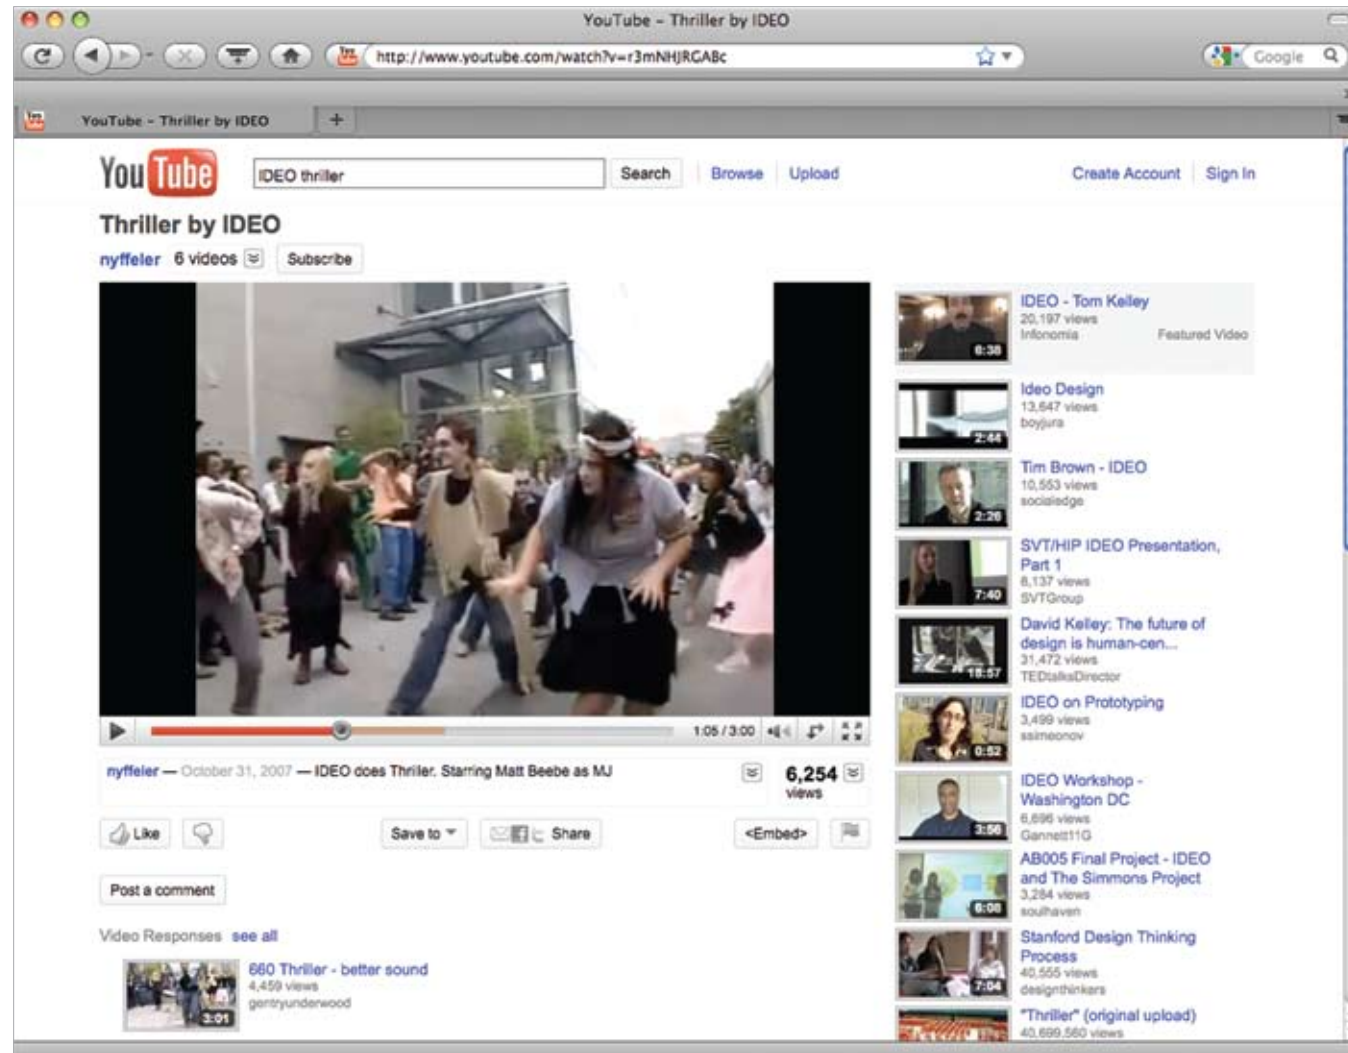 YouTube - Thriller by IDEO
http://www.youtube.com/watch?v=r3mNHJRGABc
Google
YouTube - Thriller by IDEO
+
You Tube
IDEO thriller
Search
Browse
Upload
Create Account
Sign In
Thriller by IDEO
nyffeler 6 videos
Subscribe
1:05 / 3:00
nyffeler — October 31, 2007 — IDEO does Thriller. Starring Matt Beebe as MJ
6,254
views
Like
Save to
Share
<Embed>
Post a comment
Video Responses see all
660 Thriller - better sound
4,459 views
gentryunderwood
3:01
IDEO - Tom Kelley
20,197 views
Infonomia
Featured Video
6:38
Ideo Design
13,647 views
boyjura
2:44
Tim Brown - IDEO
10,553 views
socialedge
2:26
SVT/HIP IDEO Presentation,
Part 1
8,137 views
SVTGroup
7:40
David Kelley: The future of
design is human-cen...
31,472 views
TEDtalksDirector
18:57
IDEO on Prototyping
3,499 views
ssimeonov
0:52
IDEO Workshop -
Washington DC
6,696 views
Gannett11G
3:56
AB005 Final Project - IDEO
and The Simmons Project
3,284 views
soulhaven
6:08
Stanford Design Thinking
Process
40,555 views
designthinkers
7:04
"Thriller" (original upload)
40,699,560 views